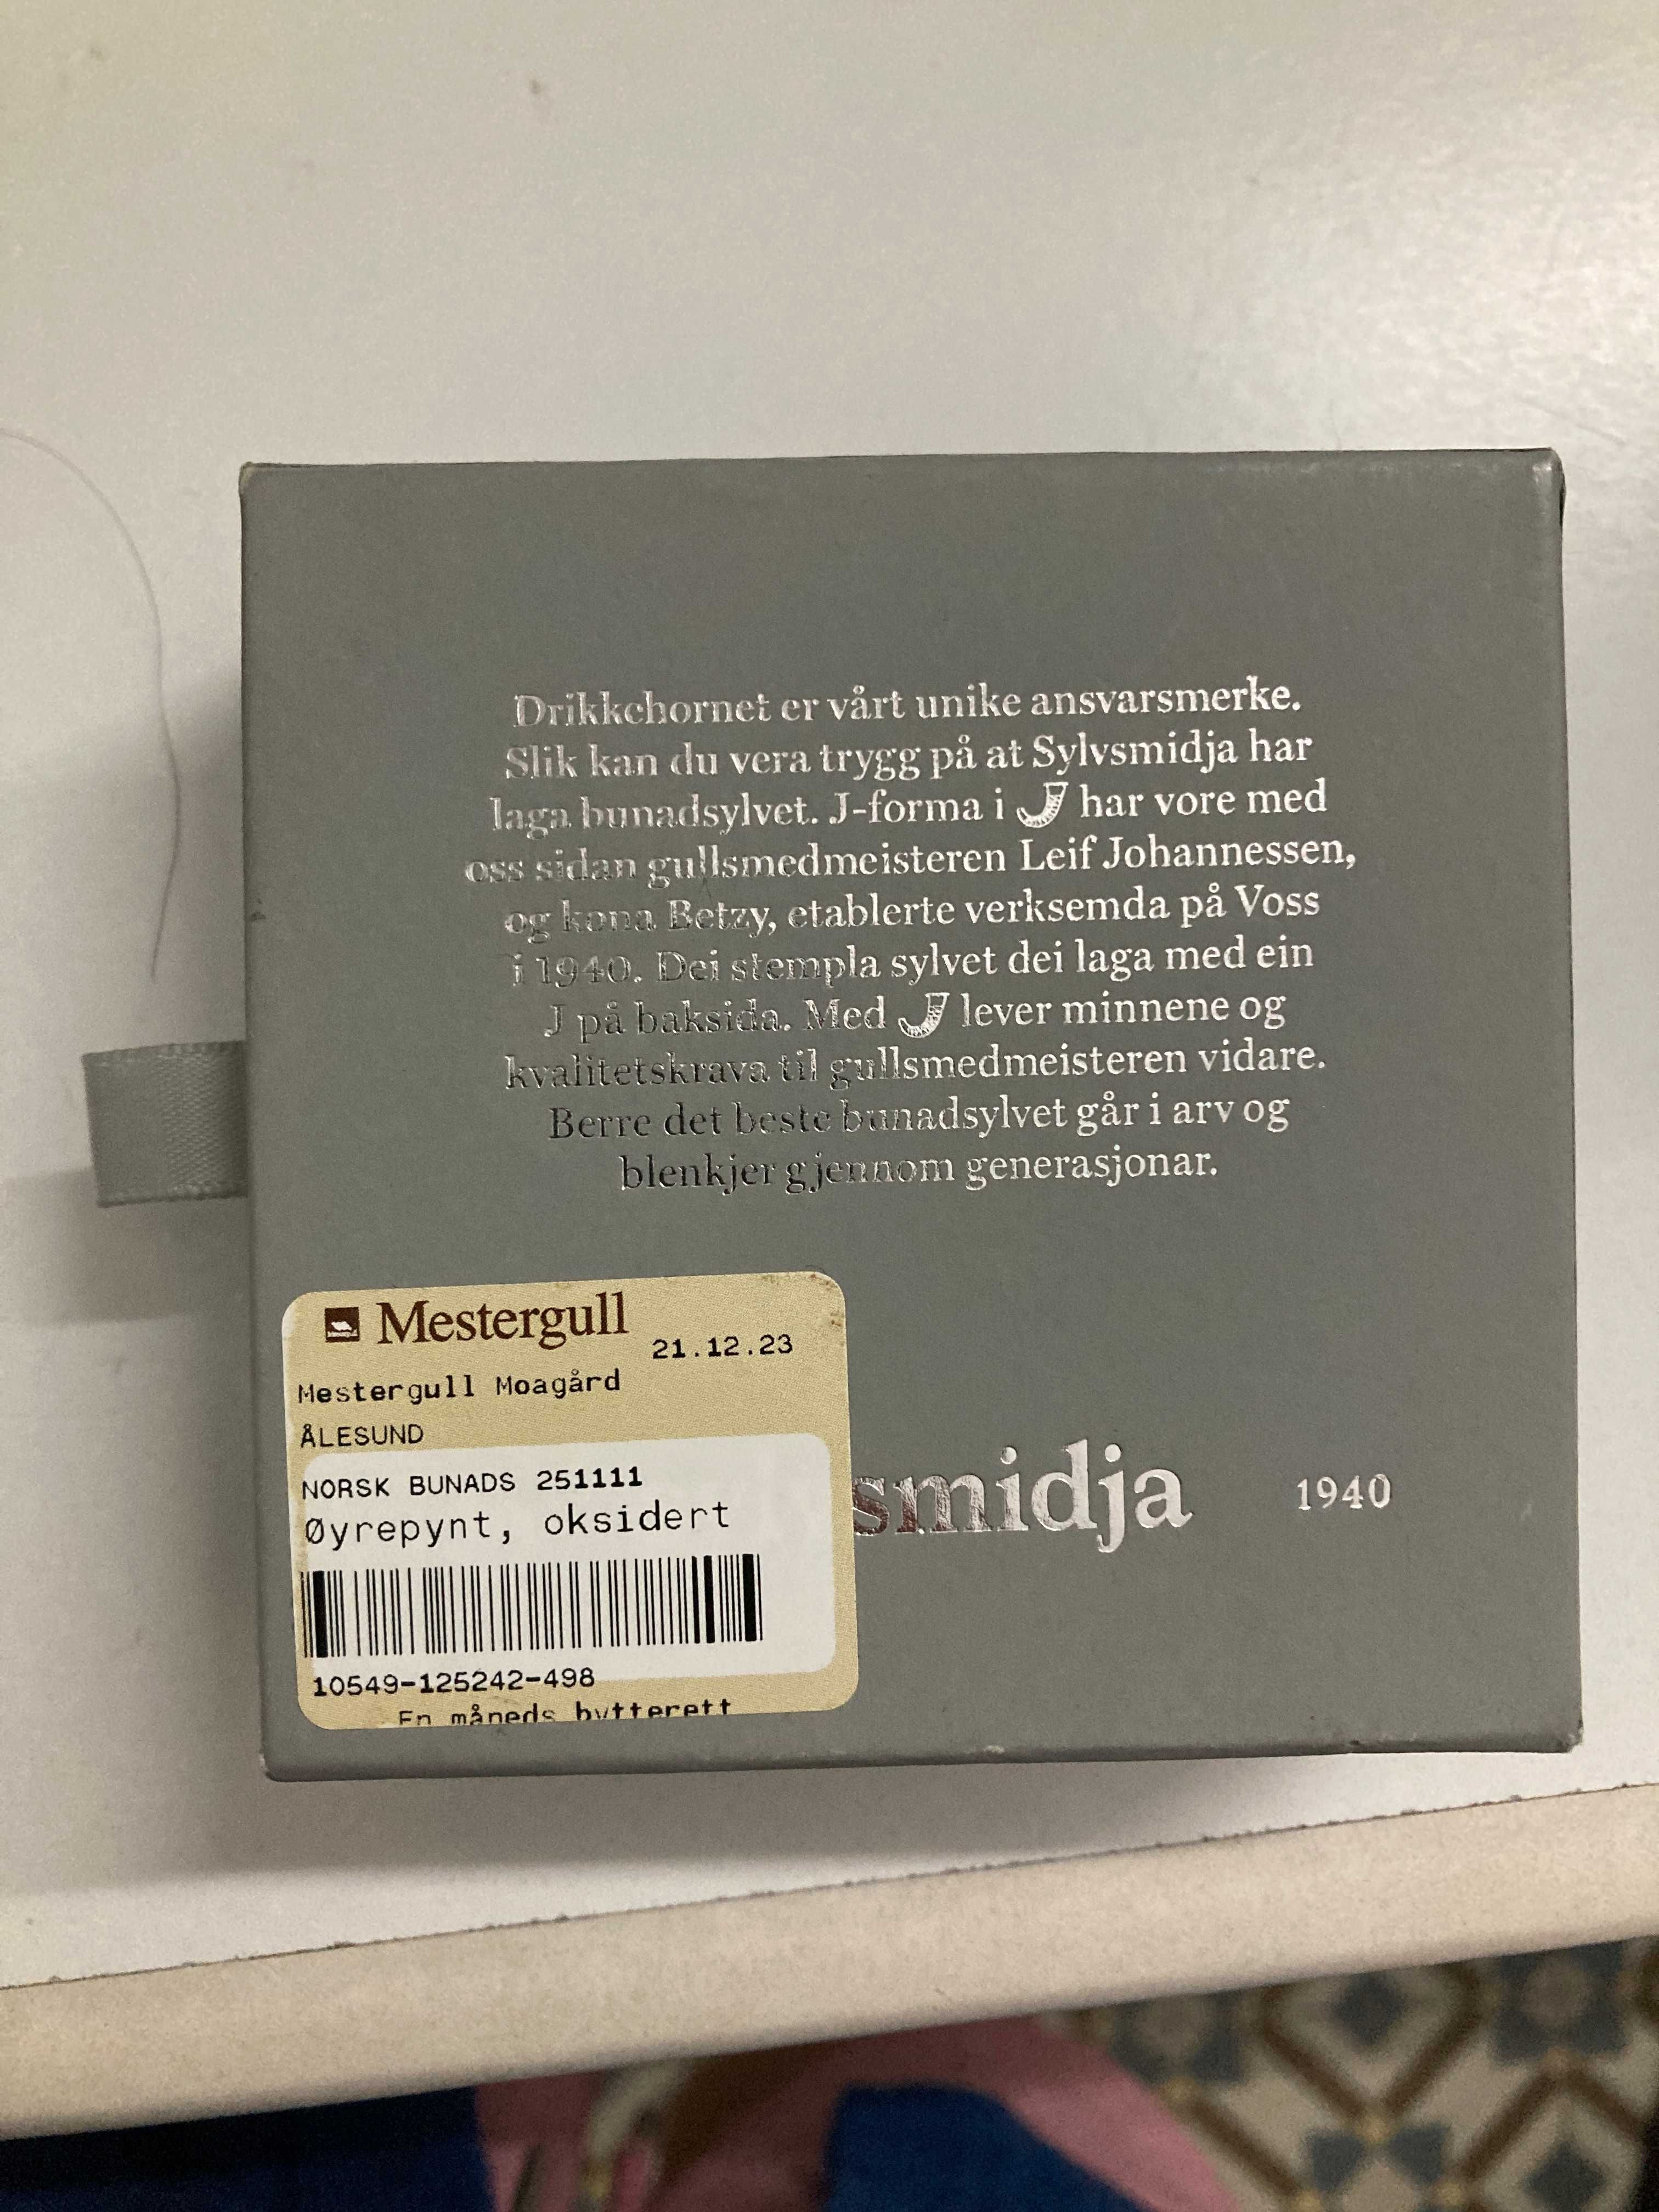 Drikkehornet er vårt unike ansvarsmerke.
Slik kan du vera trygg på at Sylvsmidja har
laga bunadsylvet. J-forma i J har vore med
oss sidan gullsmedmeisteren Leif Johannessen,
og kona Betzy, etablerte verksemda på Voss
i 1940. Dei stempla sylvet dei laga med ein
J på baksida. Med J lever minnene og
kvalitetskrava til gullsmedmeisteren vidare.
Berre det beste bunadsylvet går i arv og
blenkjer gjennom generasjonar.
smidja 1940
Mestergull 21.12.23
Mestergull Moagård
ÅLESUND
NORSK BUNADS 251111
Øyrepynt, oksidert
10549-125242-498
En måneds bytterett